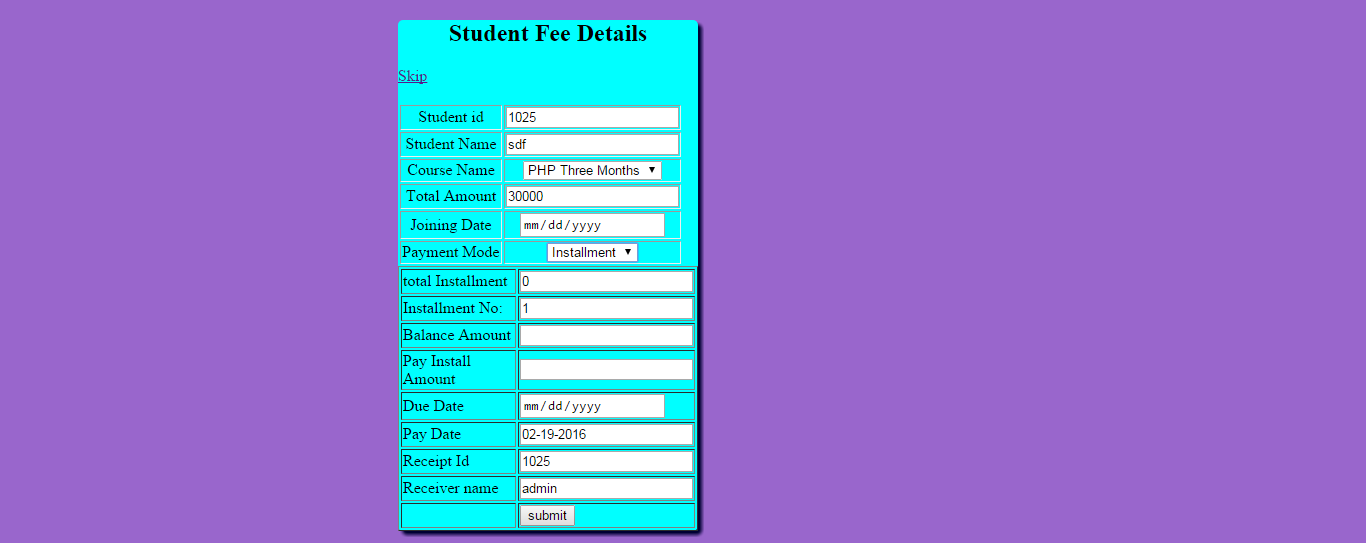 Student Fee Details
Skip
Student id 1025
Student Name sdf
Course Name PHP Three Months
Total Amount 30000
Joining Date mm/dd/yyyy
Payment Mode Installment
total Installment 0
Installment No: 1
Balance Amount
Pay Install
Amount
Due Date mm/dd/yyyy
Pay Date 02-19-2016
Receipt Id 1025
Receiver name admin
submit